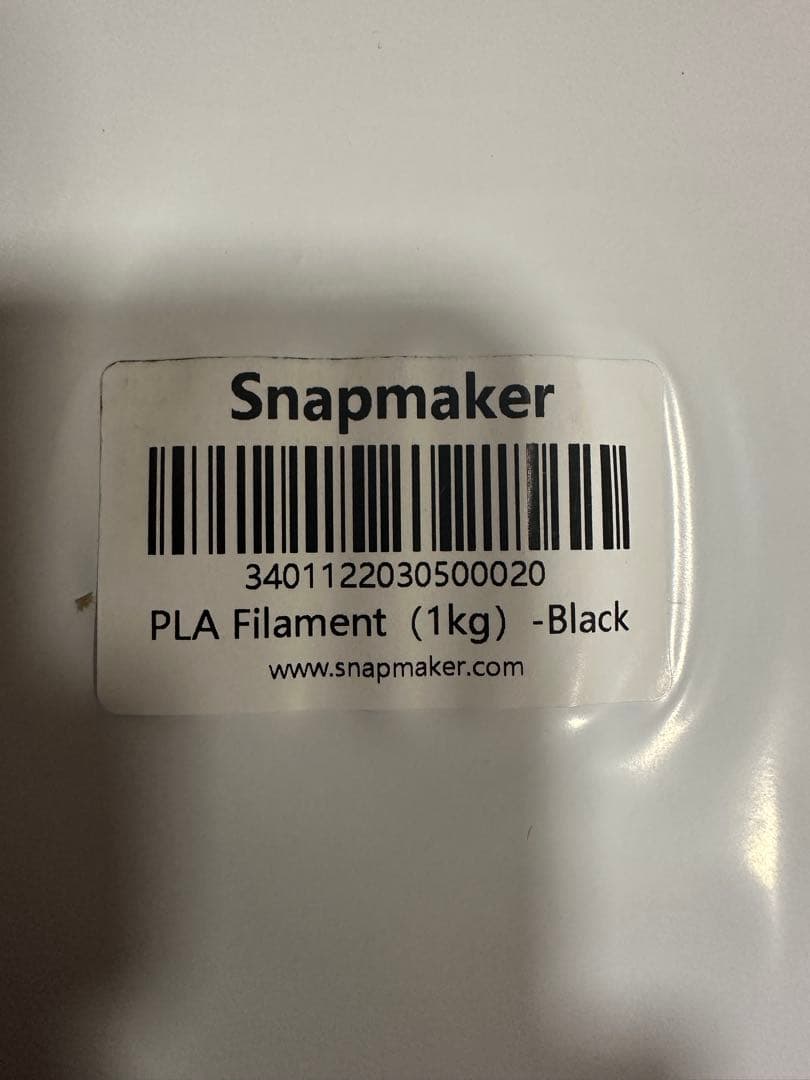 Snapmaker
3401122030500020
PLA Filament（1kg）-Black
www.snapmaker.com